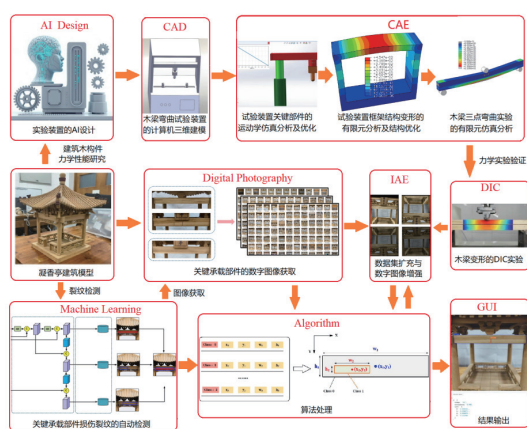 AI Design
实验装置的AI设计
CAD
木梁弯曲试验装置
的计算机三维建模
CAE
试验装置关键部件的
运动学仿真分析及优化
试验装置框架结构变形的
有限元分析及结构优化
木梁三点弯曲实验
的有限元仿真分析
建筑木构件
力学性能研究
力学实验验证
凝香亭建筑模型
Digital Photography
关键承载部件的数字图像获取
IAE
数据集扩充与
数字图像增强
DIC
木梁变形的DIC实验
裂纹检测
图像获取
Machine Learning
关键承载部件损伤裂纹的自动检测
Algorithm
算法处理
GUI
结果输出